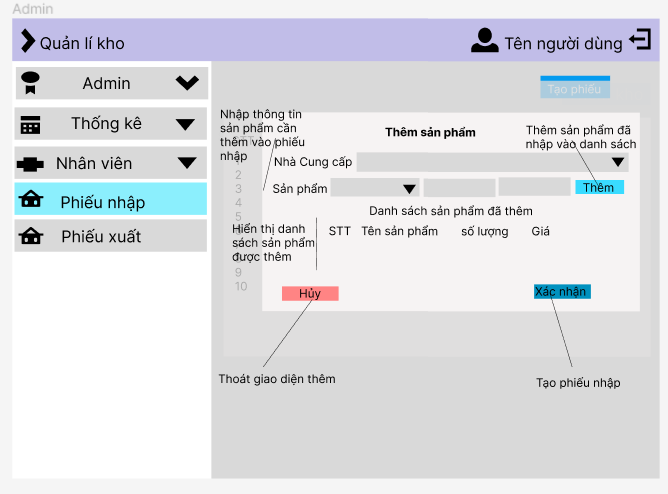 Admin
Quản lí kho
Tên người dùng
Admin
Thống kê
Nhân viên
Phiếu nhập
Phiếu xuất
Tạo phiếu
Nhập thông tin
sản phẩm cần
thêm vào phiếu
nhập
Thêm sản phẩm
Thêm sản phẩm đã
nhập vào danh sách
Nhà Cung cấp
Sản phẩm
Thêm
Danh sách sản phẩm đã thêm
Hiển thị danh
sách sản phẩm
được thêm
STT Tên sản phẩm số lượng Giá
2
3
4
5
9
10
Hủy
Xác nhận
Thoát giao diện thêm
Tạo phiếu nhập